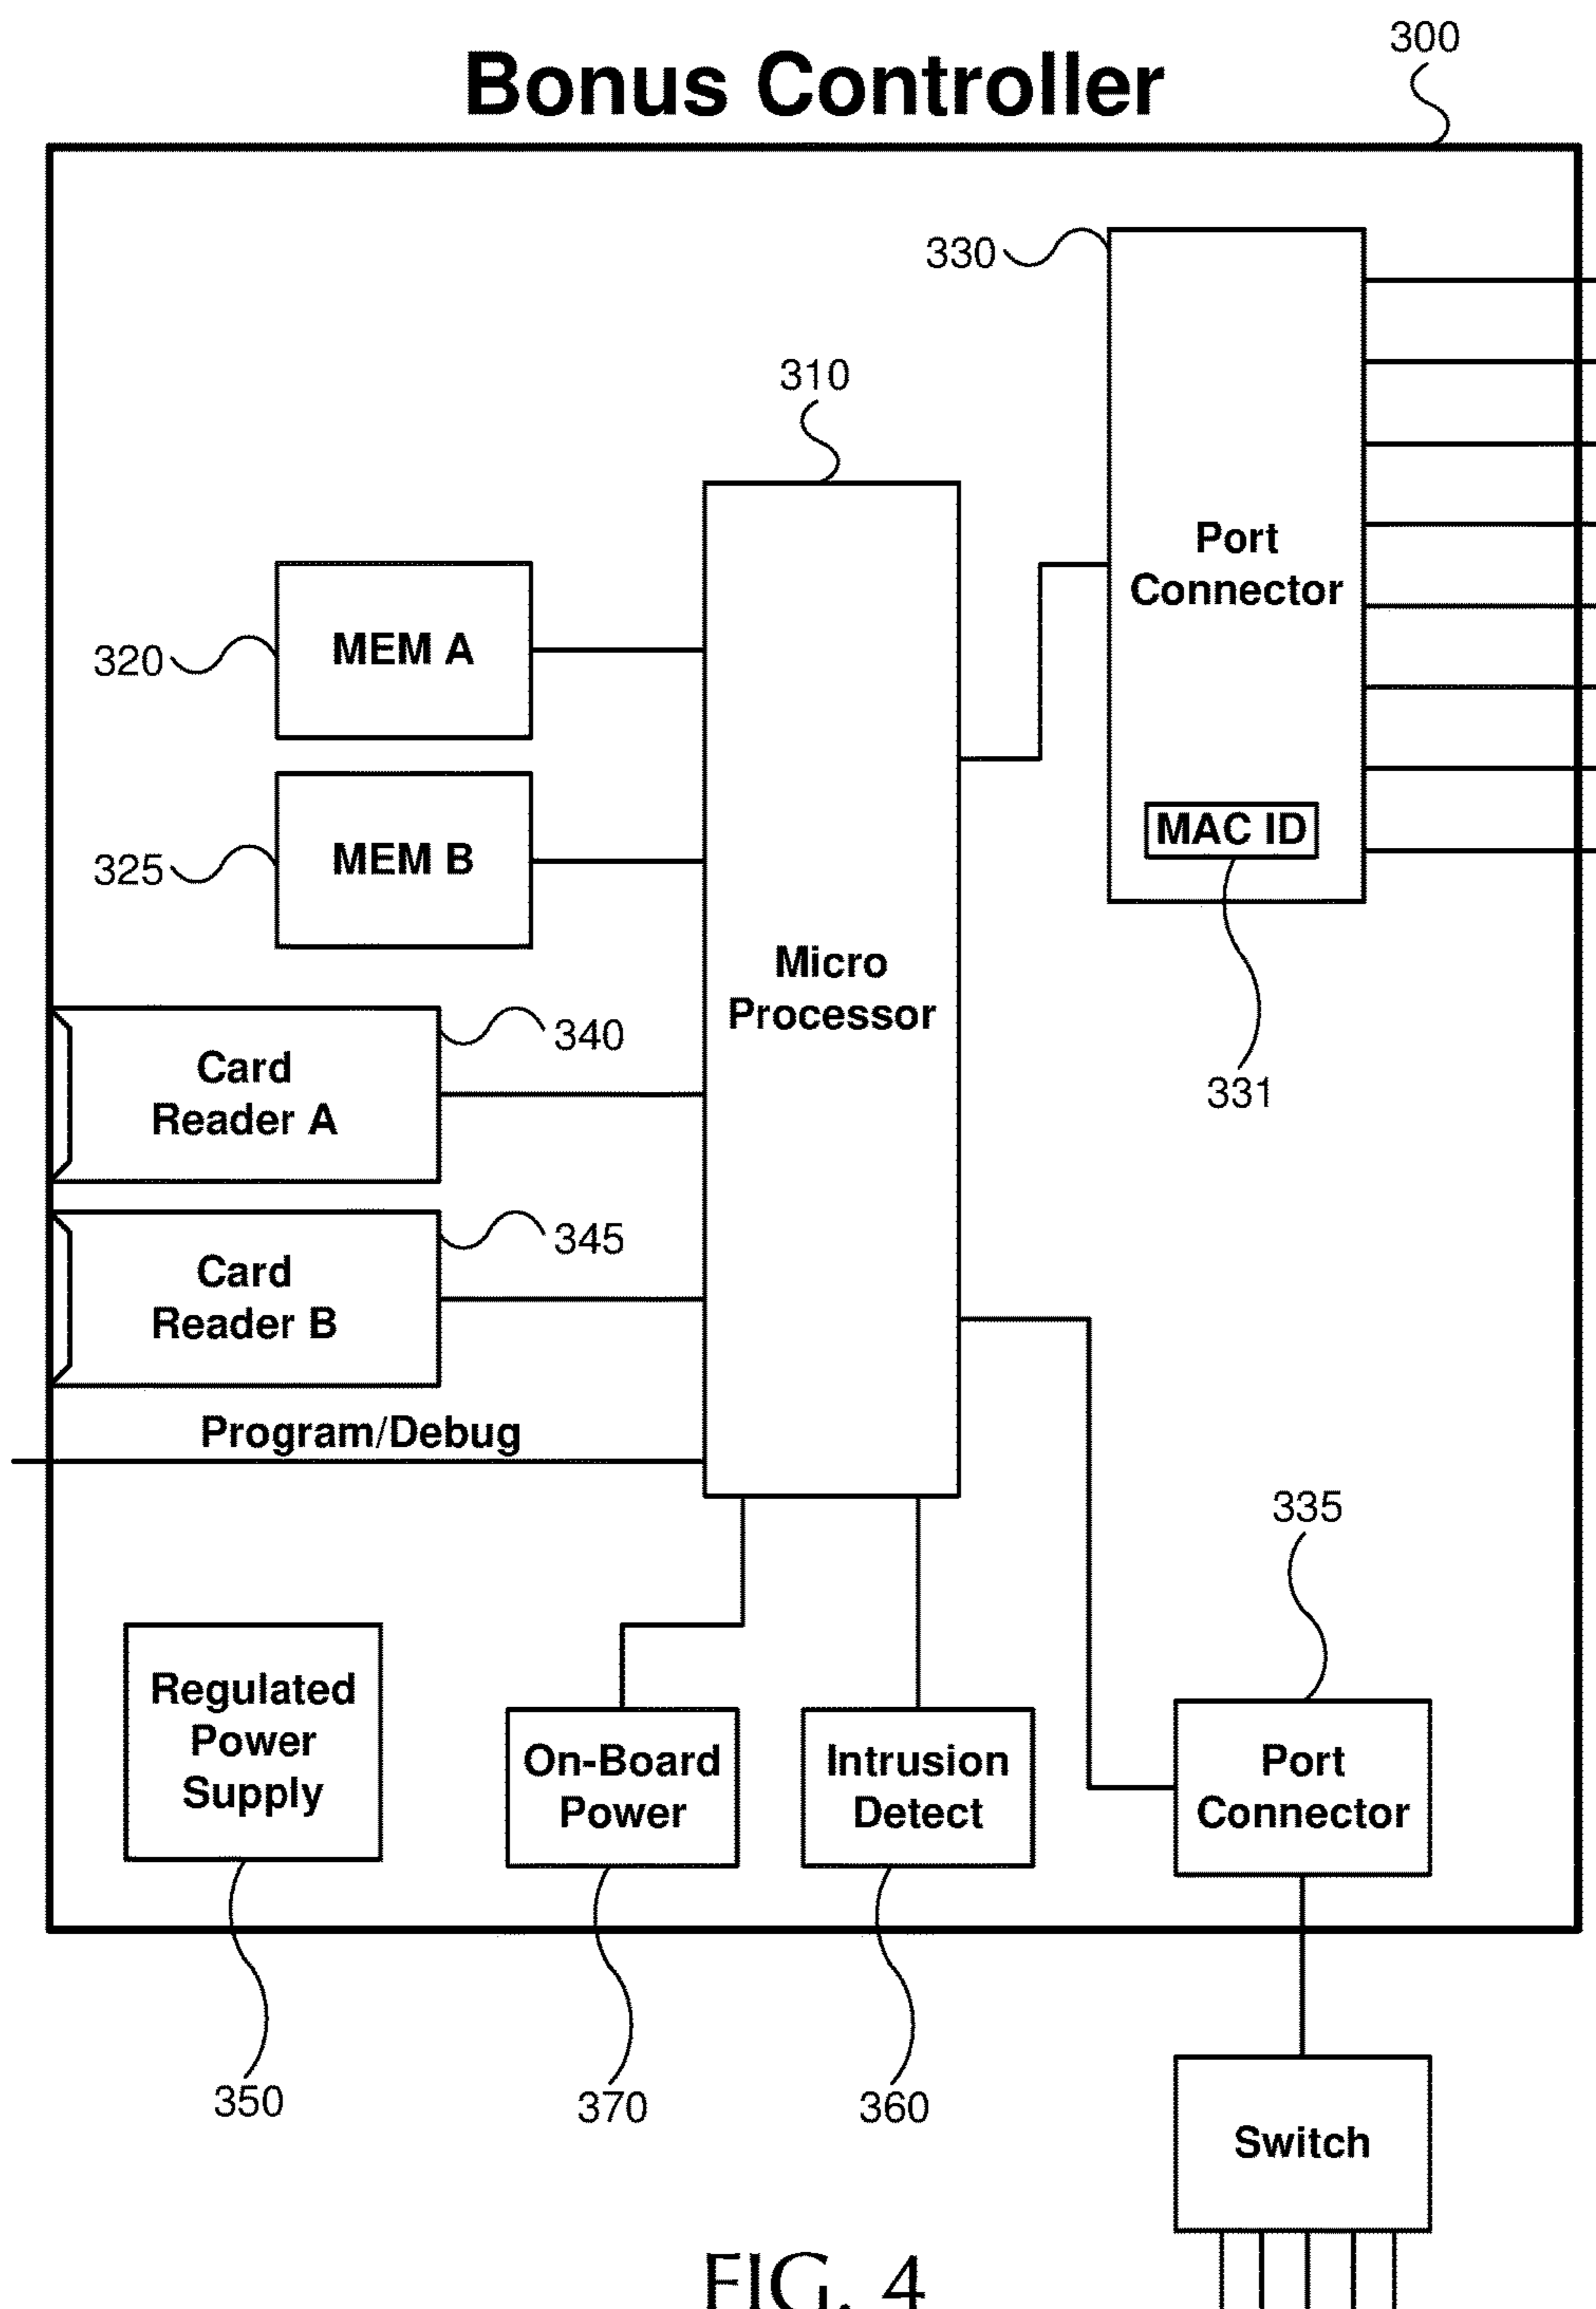 Bonus Controller
300
330
310
Port
Connector
MEM A
320
MAC ID
MEM B
325
Micro
Processor
331
340
Card
Reader A
345
Card
Reader B
Program/Debug
335
Regulated
Power
Supply
On-Board
Power
Intrusion
Detect
Port
Connector
350
370
360
Switch
FIG. 4